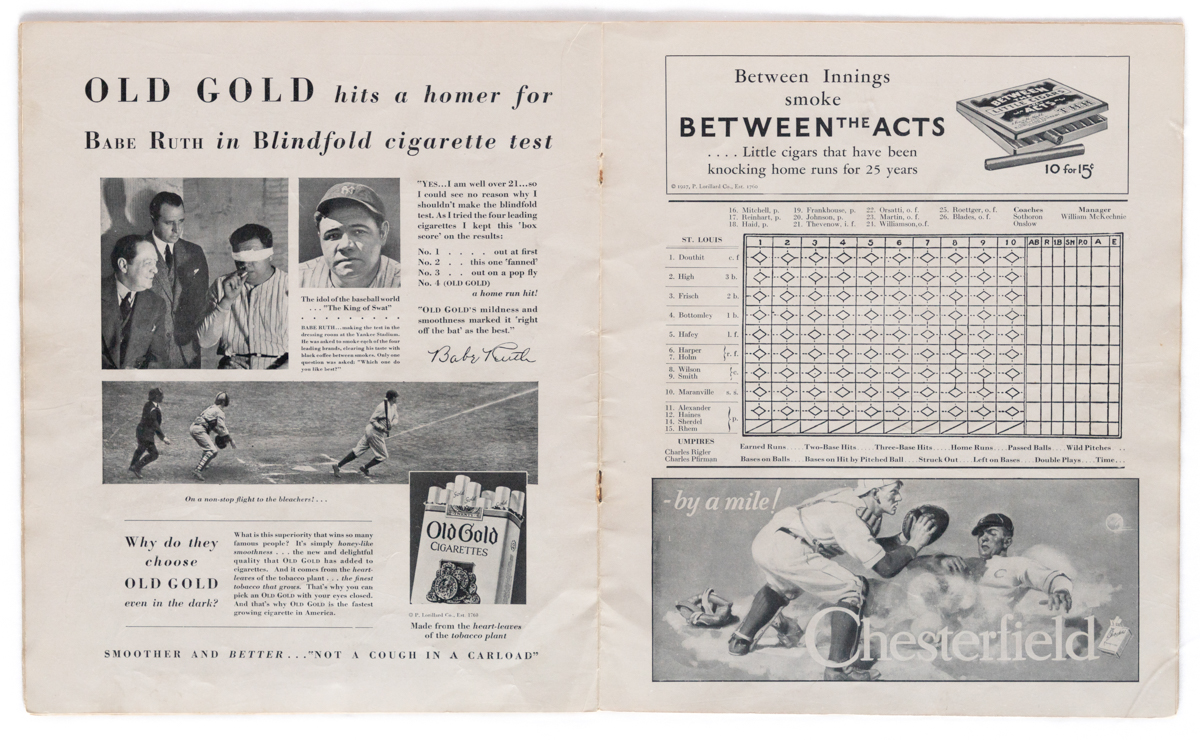 OLD GOLD hits a homer for
BABE RUTH in Blindfold cigarette test
"YES...I am well over 21...so
I could see no reason why I
shouldn't make the blindfold
test. As I tried the four leading
cigarettes I kept this 'box
score' on the results:
No. 1 . . . . out at first
No. 2 . . this one 'fanned'
No. 3 . . out on a pop fly
No. 4 (OLD GOLD)
a home run hit!
"OLD GOLD'S mildness and
smoothness marked it 'right
off the bat' as the best."
Babe Ruth
The idol of the baseball world
. . . "The King of Swat"
BABE RUTH...making the test in the
dressing room at the Yankee Stadium.
He was asked to smoke each of the four
leading brands, clearing his taste with
black coffee between smokes. Only one
question was asked: "Which one do
you like best?"
On a non-stop flight to the bleachers! . . .
Why do they
choose
OLD GOLD
even in the dark?
What is this superiority that wins so many
famous people? It's simply honey-like
smoothness . . . the new and delightful
quality that OLD GOLD has added to
cigarettes. And it comes from the heart-
leaves of the tobacco plant . . . the finest
tobacco that grows. That's why you can
pick an OLD GOLD with your eyes closed.
And that's why OLD GOLD is the fastest
growing cigarette in America.
Old Gold
CIGARETTES
© P. Lorillard Co., Est. 1760
Made from the heart-leaves
of the tobacco plant
SMOOTHER AND BETTER . . . "NOT A COUGH IN A CARLOAD"
Between Innings
smoke
BETWEEN THE ACTS
. . . . Little cigars that have been
knocking home runs for 25 years
© 1927, P. Lorillard Co., Est. 1760
BETWEEN
THE
LITTLE CIGARS
ACTS
10 for 15¢
16. Mitchell, p. 19. Frankhouse, p. 22. Orsatti, o. f. 25. Roettger, o. f. Coaches Manager
17. Reinhart, p. 20. Johnson, p. 23. Martin, o. f. 26. Blades, o. f. Sothoron William McKechnie
18. Haid, p. 21. Thevenow, i. f. 24. Williamson, o.f. Onslow
ST. LOUIS 1 2 3 4 5 6 7 8 9 10 AB R 1B SH P.O A E
1. Douthit c. f
2. High 3 b.
3. Frisch 2 b.
4. Bottomley 1 b.
5. Hafey l. f.
6. Harper
7. Holm r. f.
8. Wilson
9. Smith c.
10. Maranville s. s.
11. Alexander
12. Haines
14. Sherdel p.
15. Rhem
UMPIRES
Charles Rigler
Charles Pfirman
Earned Runs Two-Base Hits Three-Base Hits Home Runs Passed Balls Wild Pitches
Bases on Balls Bases on Hit by Pitched Ball Struck Out Left on Bases Double Plays Time
-by a mile!
C
Chesterfield